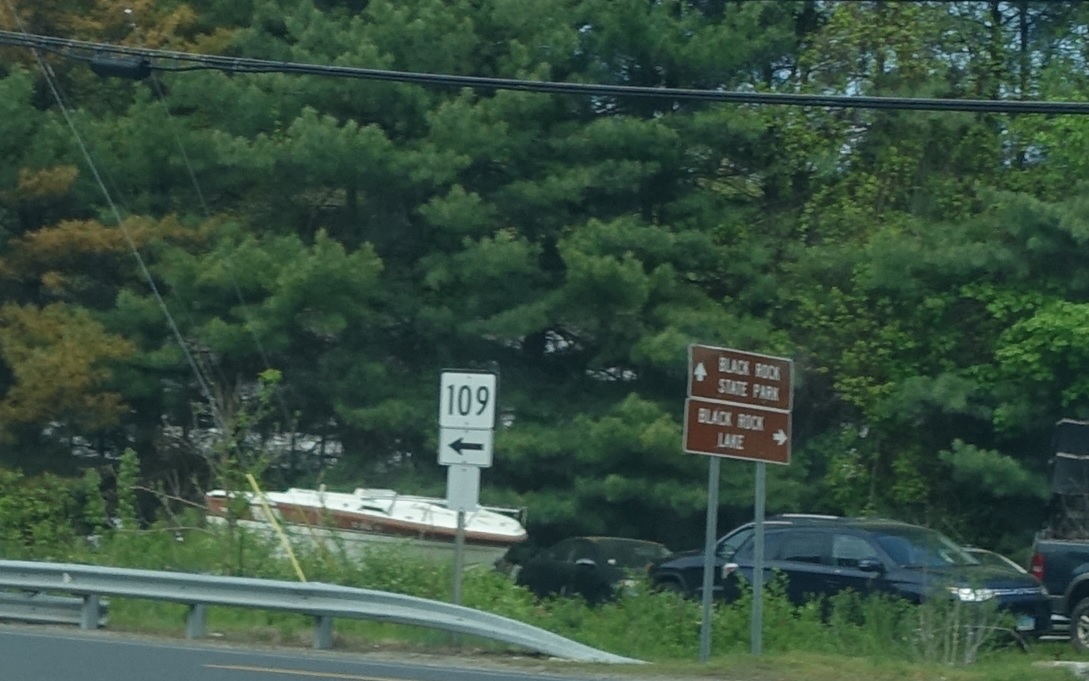 109
BLACK ROCK
STATE PARK
BLACK ROCK
LAKE